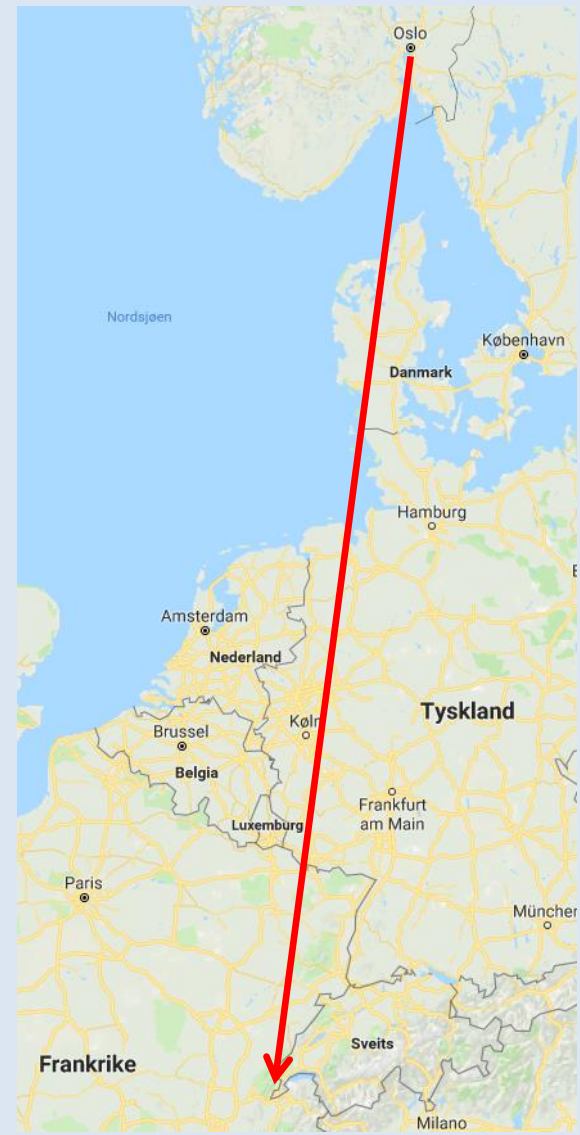 Oslo
Nordsjøen
København
Danmark
Hamburg
Amsterdam
Nederland
Tyskland
Brussel
Køln
Belgia
Frankfurt
am Main
Luxemburg
Paris
Müncher
Sveits
Frankrike
Milano